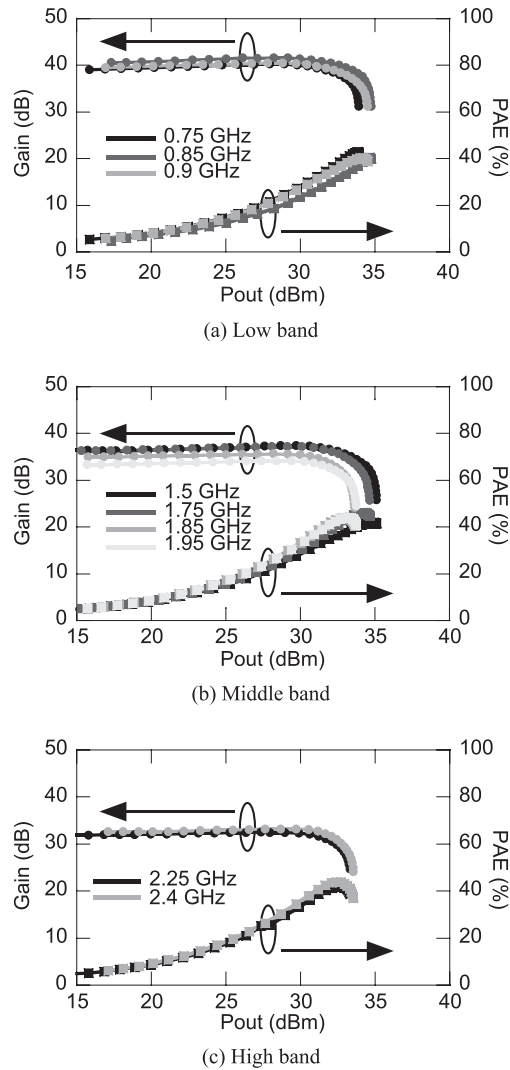 50
100
40
80
30
60
20
40
10
20
0
0
Gain (dB)
PAE (%)
0.75 GHz
0.85 GHz
0.9 GHz
15
20
25
30
35
40
Pout (dBm)
(a) Low band
50
100
40
80
30
60
20
40
10
20
0
0
Gain (dB)
PAE (%)
1.5 GHz
1.75 GHz
1.85 GHz
1.95 GHz
15
20
25
30
35
40
Pout (dBm)
(b) Middle band
50
100
40
80
30
60
20
40
10
20
0
0
Gain (dB)
PAE (%)
2.25 GHz
2.4 GHz
15
20
25
30
35
40
Pout (dBm)
(c) High band